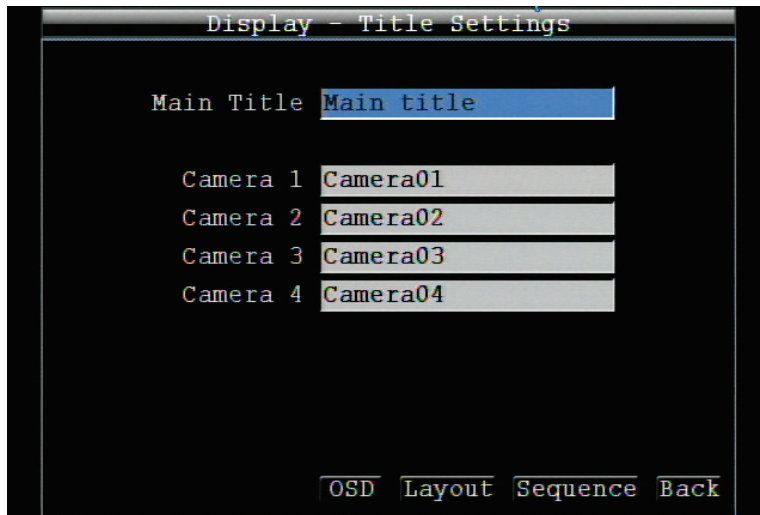 Display - Title Settings
Main Title Main title
Camera 1 Camera01
Camera 2 Camera02
Camera 3 Camera03
Camera 4 Camera04
OSD Layout Sequence Back